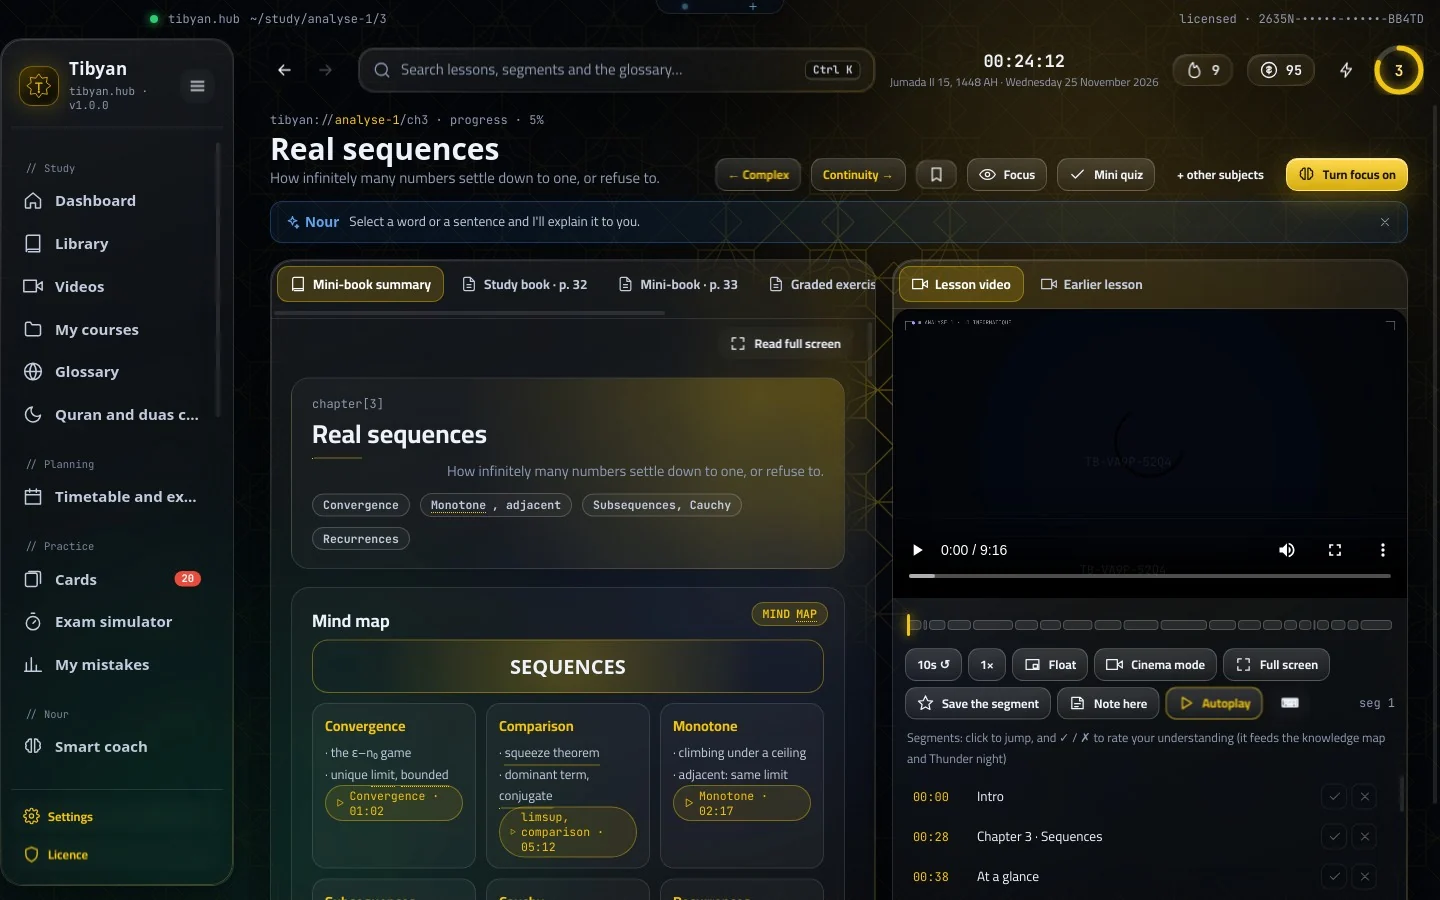 tibyan.hub ~/study/analyse-1/3
licensed · 2635N-•••••-•••••-BB4TD
Tibyan
tibyan.hub ·
v1.0.0
Search lessons, segments and the glossary...
Ctrl K
00:24:12
Jumada II 15, 1448 AH · Wednesday 25 November 2026
9
95
3
// Study
Dashboard
Library
Videos
My courses
Glossary
Quran and duas c...
// Planning
Timetable and ex...
// Practice
Cards
20
Exam simulator
My mistakes
// Nour
Smart coach
Settings
Licence
tibyan://analyse-1/ch3 · progress · 5%
Real sequences
How infinitely many numbers settle down to one, or refuse to.
← Complex
Continuity →
Focus
Mini quiz
+ other subjects
Turn focus on
Nour Select a word or a sentence and I'll explain it to you.
Mini-book summary
Study book · p. 32
Mini-book · p. 33
Graded exercis
Read full screen
chapter[3]
Real sequences
How infinitely many numbers settle down to one, or refuse to.
Convergence
Monotone , adjacent
Subsequences, Cauchy
Recurrences
Mind map
MIND MAP
SEQUENCES
Convergence
· the ε–n₀ game
· unique limit, bounded
Convergence ·
01:02
Comparison
· squeeze theorem
· dominant term,
conjugate
limsup,
comparison ·
05:12
Monotone
· climbing under a ceiling
· adjacent: same limit
Monotone ·
02:17
Lesson video
Earlier lesson
TB-VA9P-52Q4
0:00 / 9:16
TB-VA9P-52Q4
10s ↺
1×
Float
Cinema mode
Full screen
Save the segment
Note here
Autoplay
seg 1
Segments: click to jump, and ✓ / ✗ to rate your understanding (it feeds the knowledge map
and Thunder night)
00:00 Intro
00:28 Chapter 3 · Sequences
00:38 At a glance